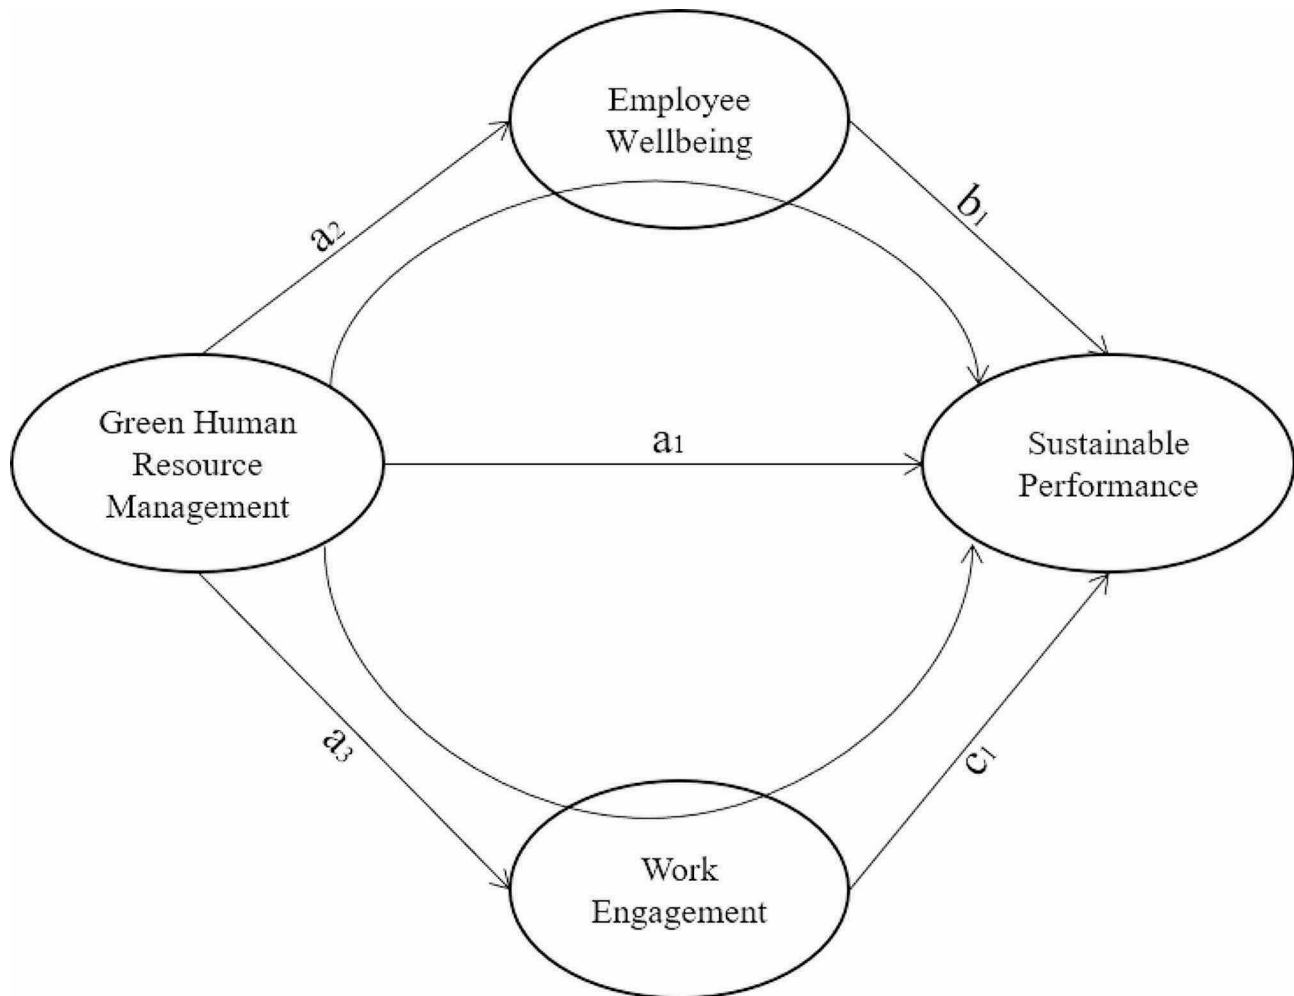 Employee
Wellbeing
a2
b1
Green Human
Resource
Management
a1
Sustainable
Performance
a3
c1
Work
Engagement